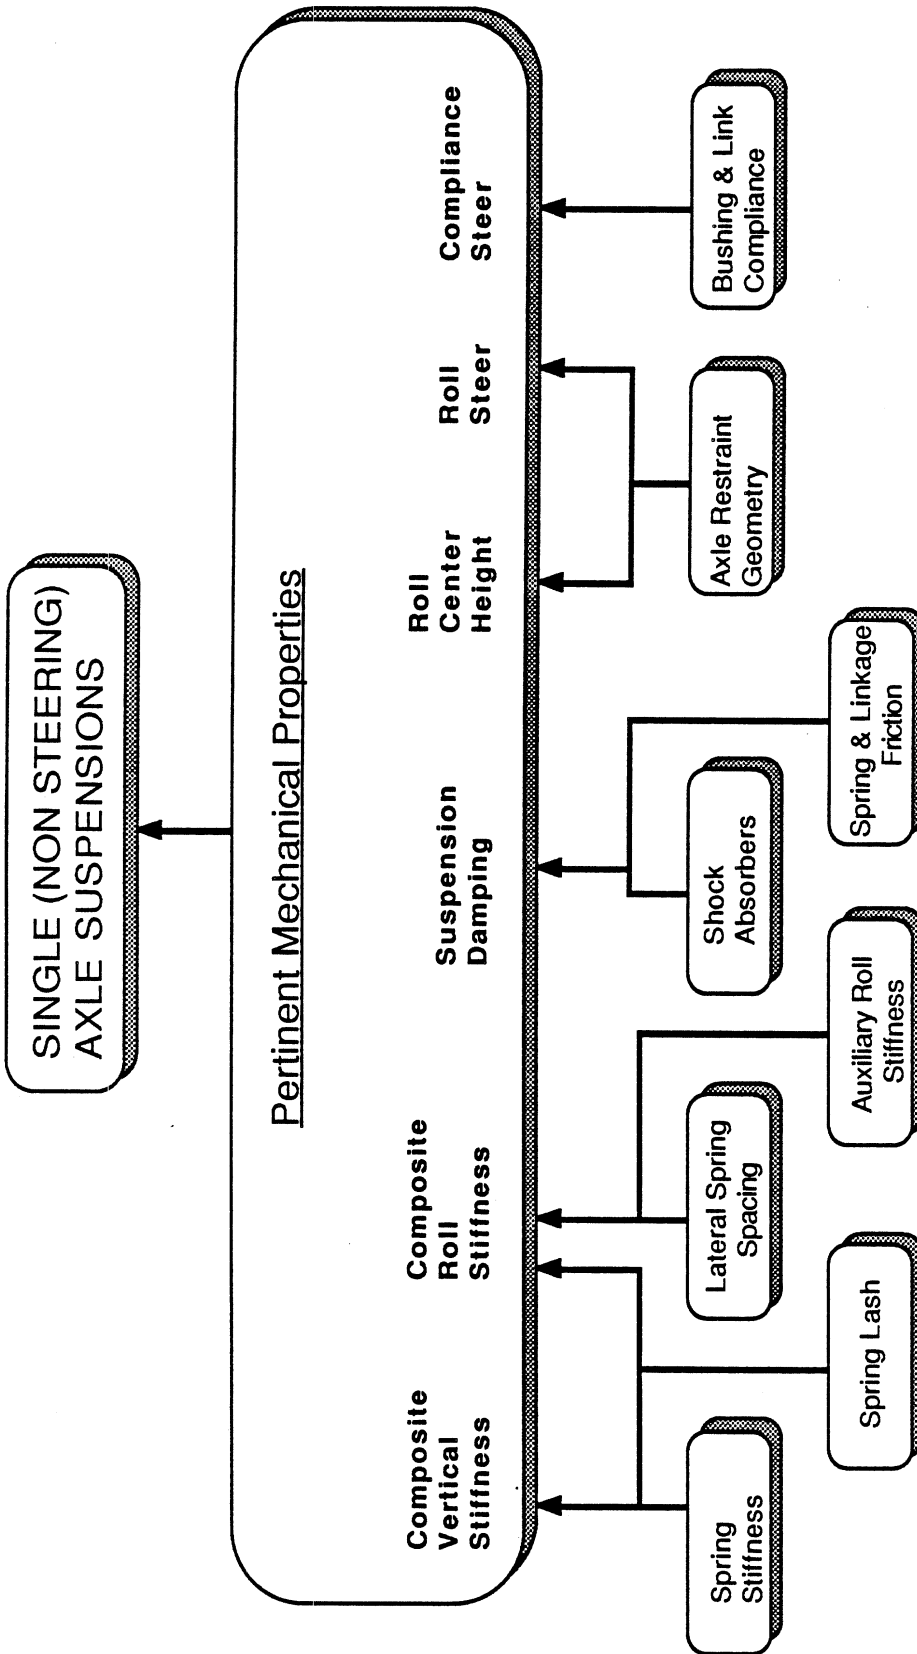 SINGLE (NON STEERING)
AXLE SUSPENSIONS
Pertinent Mechanical Properties
Composite
Vertical
Stiffness
Composite
Roll
Stiffness
Suspension
Damping
Roll
Center
Height
Roll
Steer
Compliance
Steer
Spring
Stiffness
Lateral Spring
Spacing
Shock
Absorbers
Axle Restraint
Geometry
Bushing & Link
Compliance
Spring Lash
Auxiliary Roll
Stiffness
Spring & Linkage
Friction